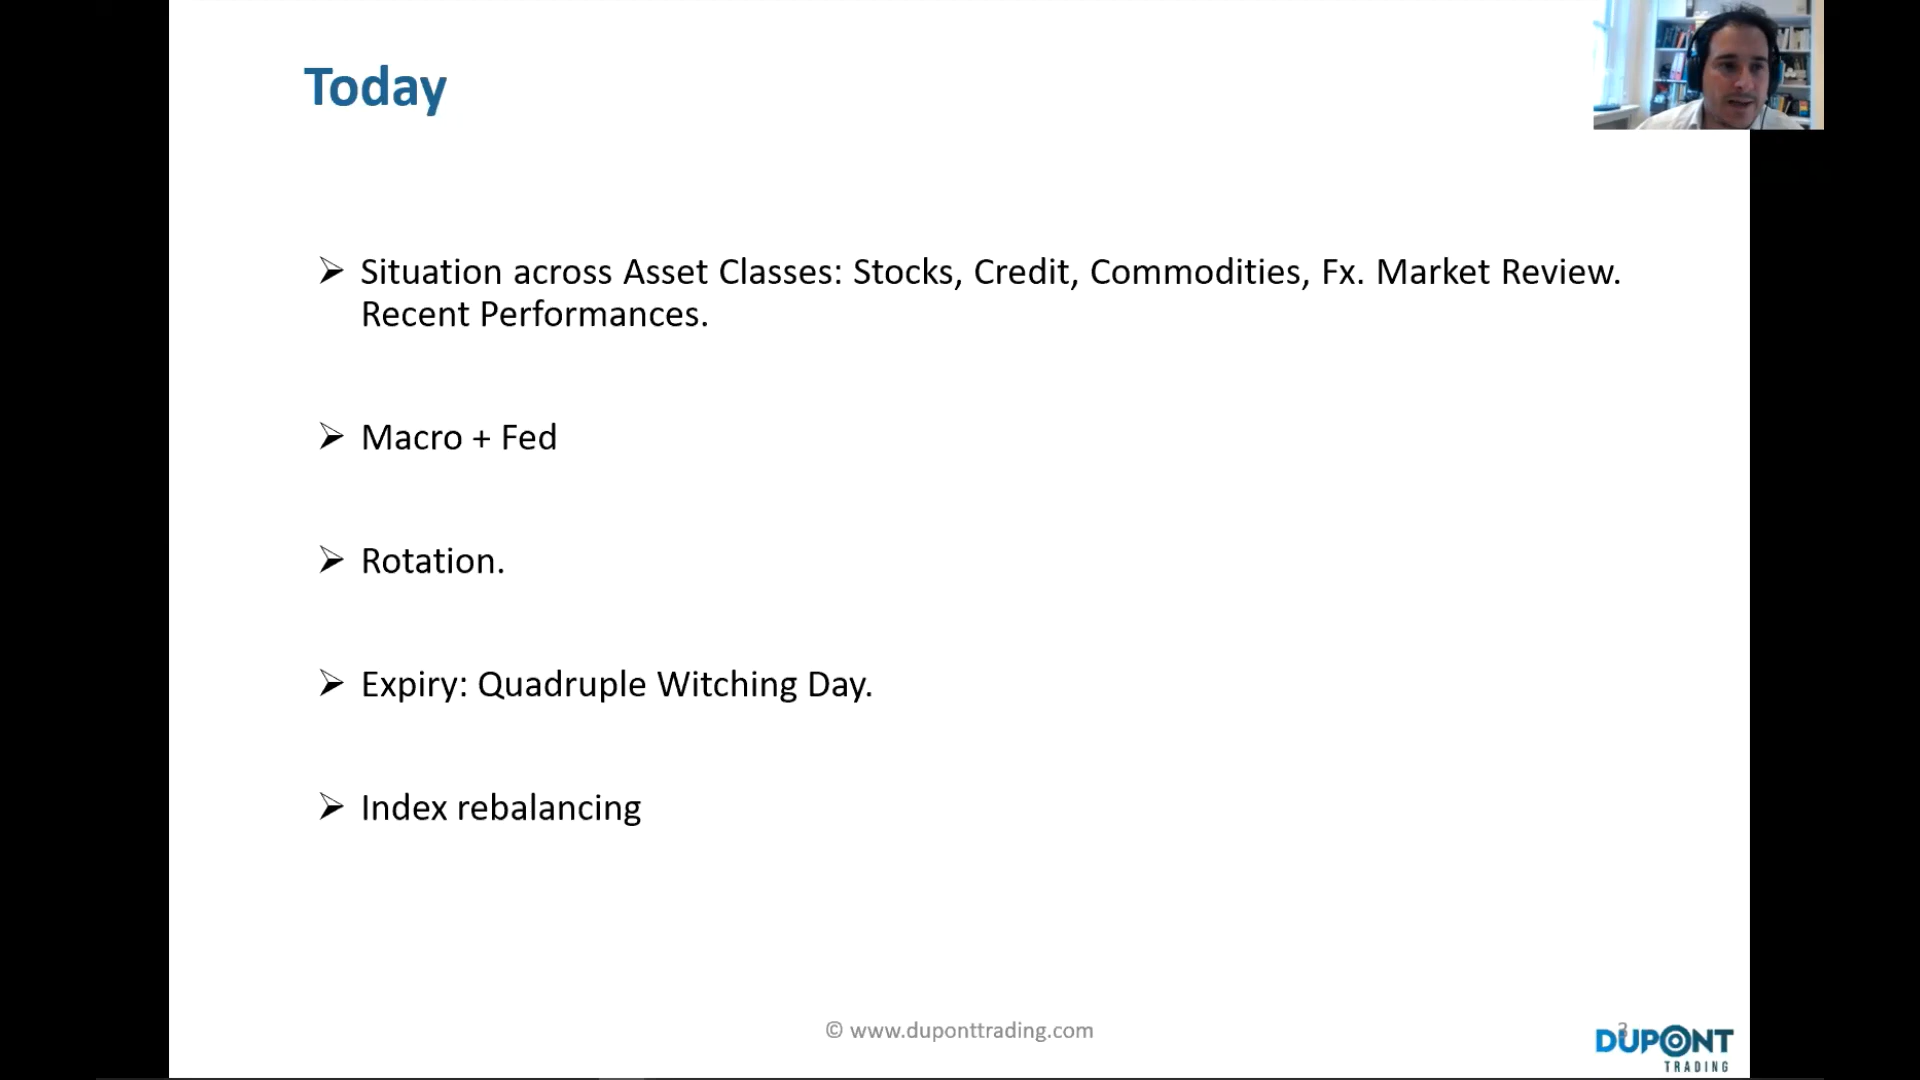 Today
➢ Situation across Asset Classes: Stocks, Credit, Commodities, Fx. Market Review.
Recent Performances.
➢ Macro + Fed
➢ Rotation.
➢ Expiry: Quadruple Witching Day.
➢ Index rebalancing
© www.duponttrading.com
3
DUPONT
TRADING